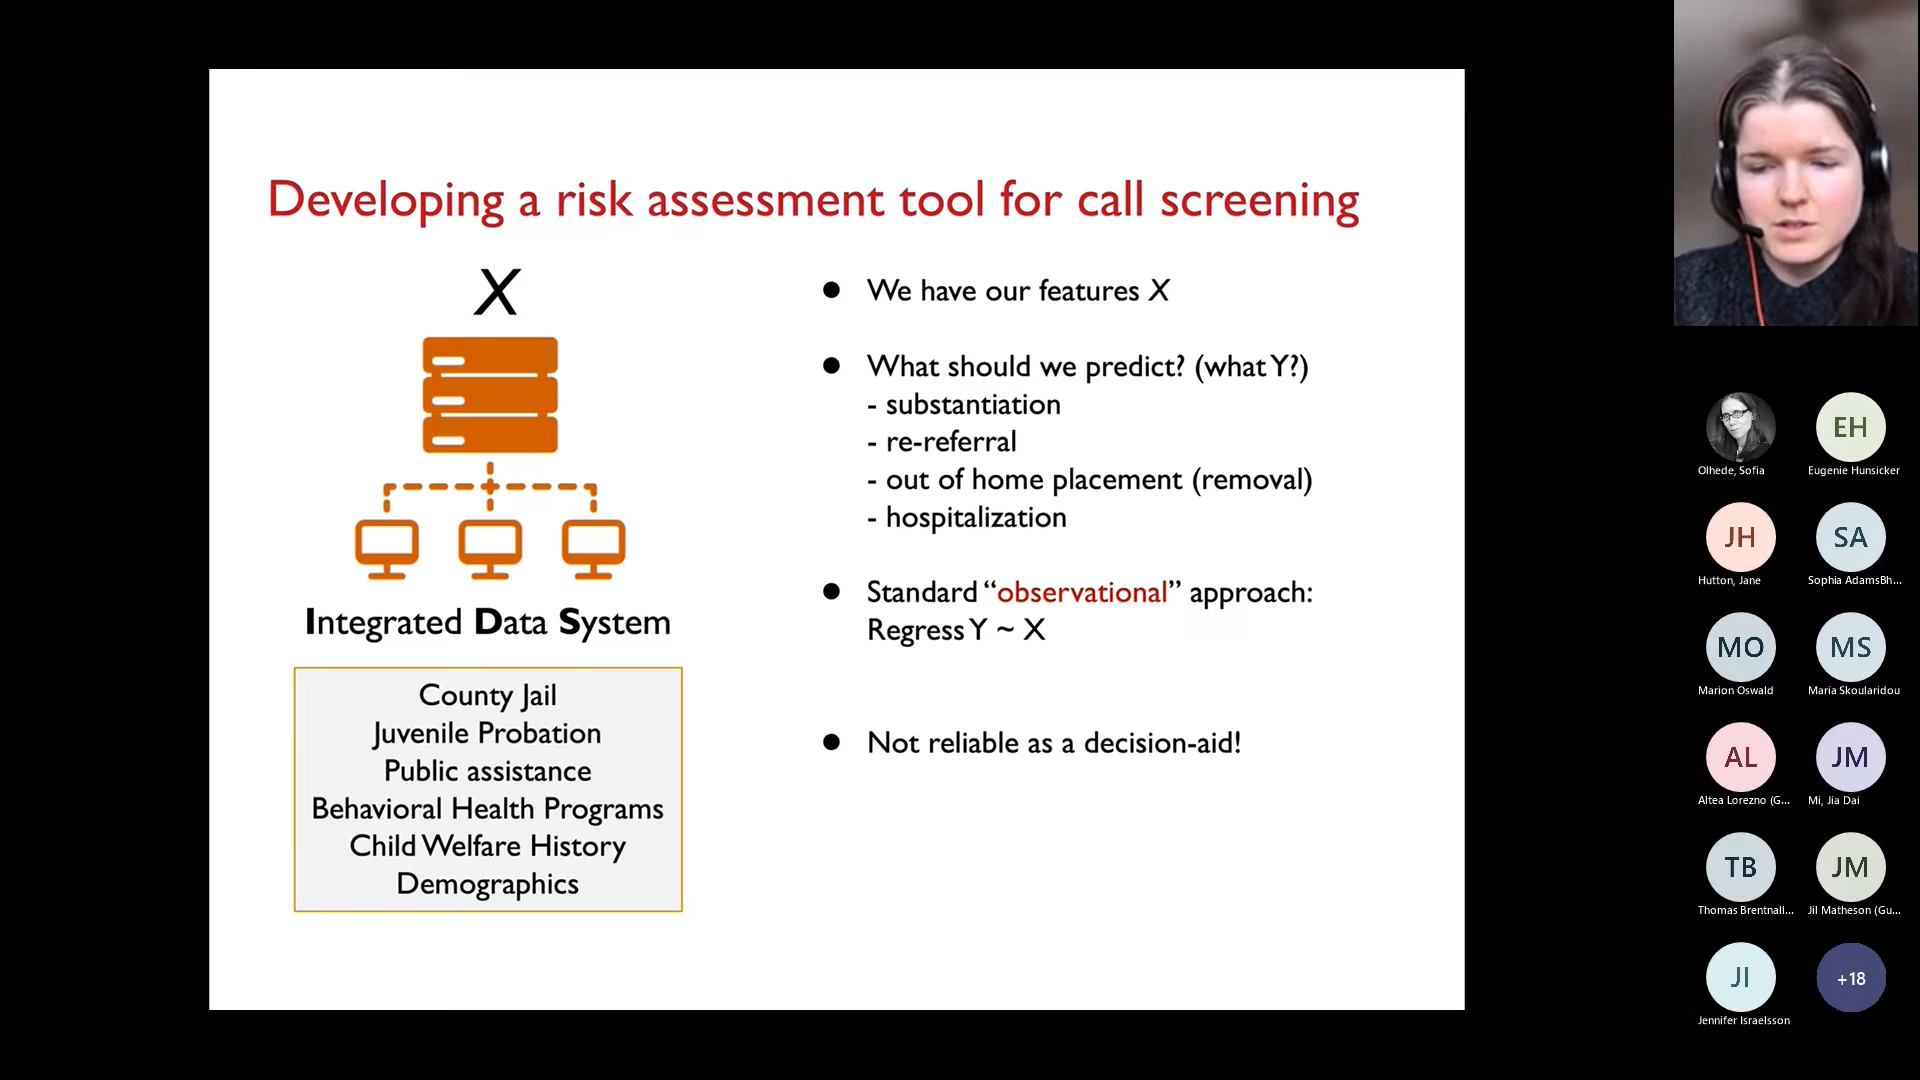 Developing a risk assessment tool for call screening
X
Integrated Data System
County Jail
Juvenile Probation
Public assistance
Behavioral Health Programs
Child Welfare History
Demographics
● We have our features X
● What should we predict? (what Y?)
- substantiation
- re-referral
- out of home placement (removal)
- hospitalization
● Standard “observational” approach:
Regress Y ~ X
● Not reliable as a decision-aid!
Olhede, Sofia
EH
Eugenie Hunsicker
JH
Hutton, Jane
SA
Sophia AdamsBh...
MO
Marion Oswald
MS
Maria Skoularidou
AL
Altea Lorezno (G...
JM
Mi, Jia Dai
TB
Thomas Brentnall...
JM
Jil Matheson (Gu...
JI
Jennifer Israelsson
+18